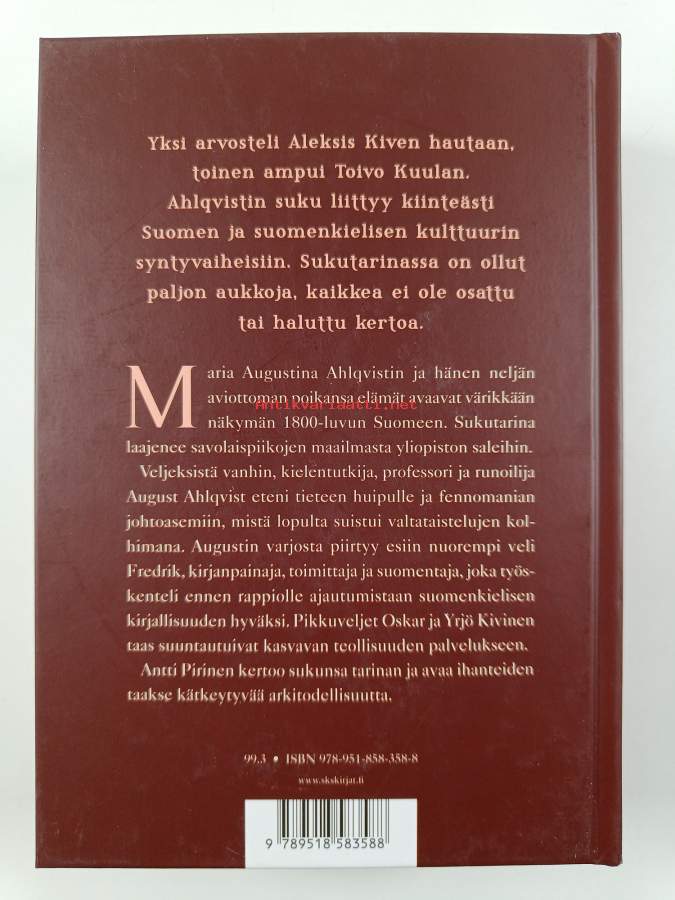 Yksi arvosteli Aleksis Kiven hautaan,
toinen ampui Toivo Kuulan.
Ahlqvistin suku liittyy kiinteästi
Suomen ja suomenkielisen kulttuurin
syntyvaiheisiin. Sukutarinassa on ollut
paljon aukkoja, kaikkea ei ole osattu
tai haluttu kertoa.
Maria Augustina Ahlqvistin ja hänen neljän
aviottoman poikansa elämät avaavat värikkään
Antikvariaatti.net
näkymän 1800-luvun Suomeen. Sukutarina
laajenee savolaispiikojen maailmasta yliopiston saleihin.
Veljeksistä vanhin, kielentutkija, professori ja runoilija
August Ahlqvist eteni tieteen huipulle ja fennomanian
johtoasemiin, mistä lopulta suistui valtataistelujen kol-
himana. Augustin varjosta piirtyy esiin nuorempi veli
Fredrik, kirjanpainaja, toimittaja ja suomentaja, joka työs-
kenteli ennen rappiolle ajautumistaan suomenkielisen
kirjallisuuden hyväksi. Pikkuveljet Oskar ja Yrjö Kivinen
taas suuntautuivat kasvavan teollisuuden palvelukseen.
Antti Pirinen kertoo sukunsa tarinan ja avaa ihanteiden
taakse kätkeytyvää arkitodellisuutta.
99.3 • ISBN 978-951-858-358-8
www.skskirjat.fi
9 789518 583588